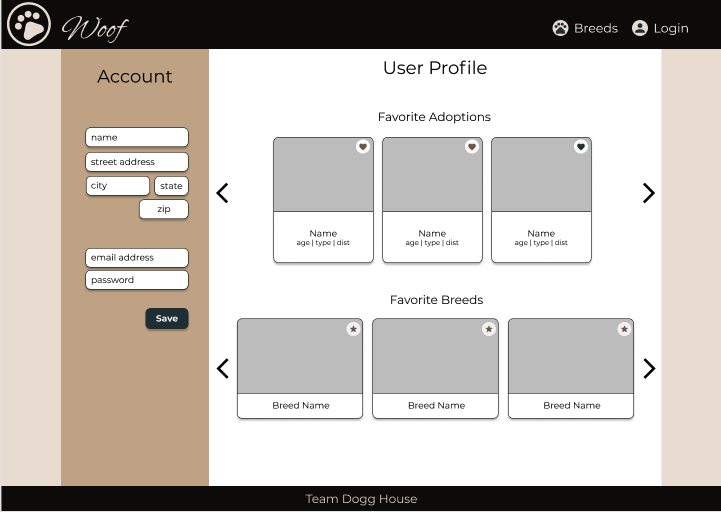 Woof
Breeds
Login
Account
name
street address
city
state
zip
email address
password
Save
User Profile
Favorite Adoptions
Name
age | type | dist
Name
age | type | dist
Name
age | type | dist
Favorite Breeds
Breed Name
Breed Name
Breed Name
Team Dogg House